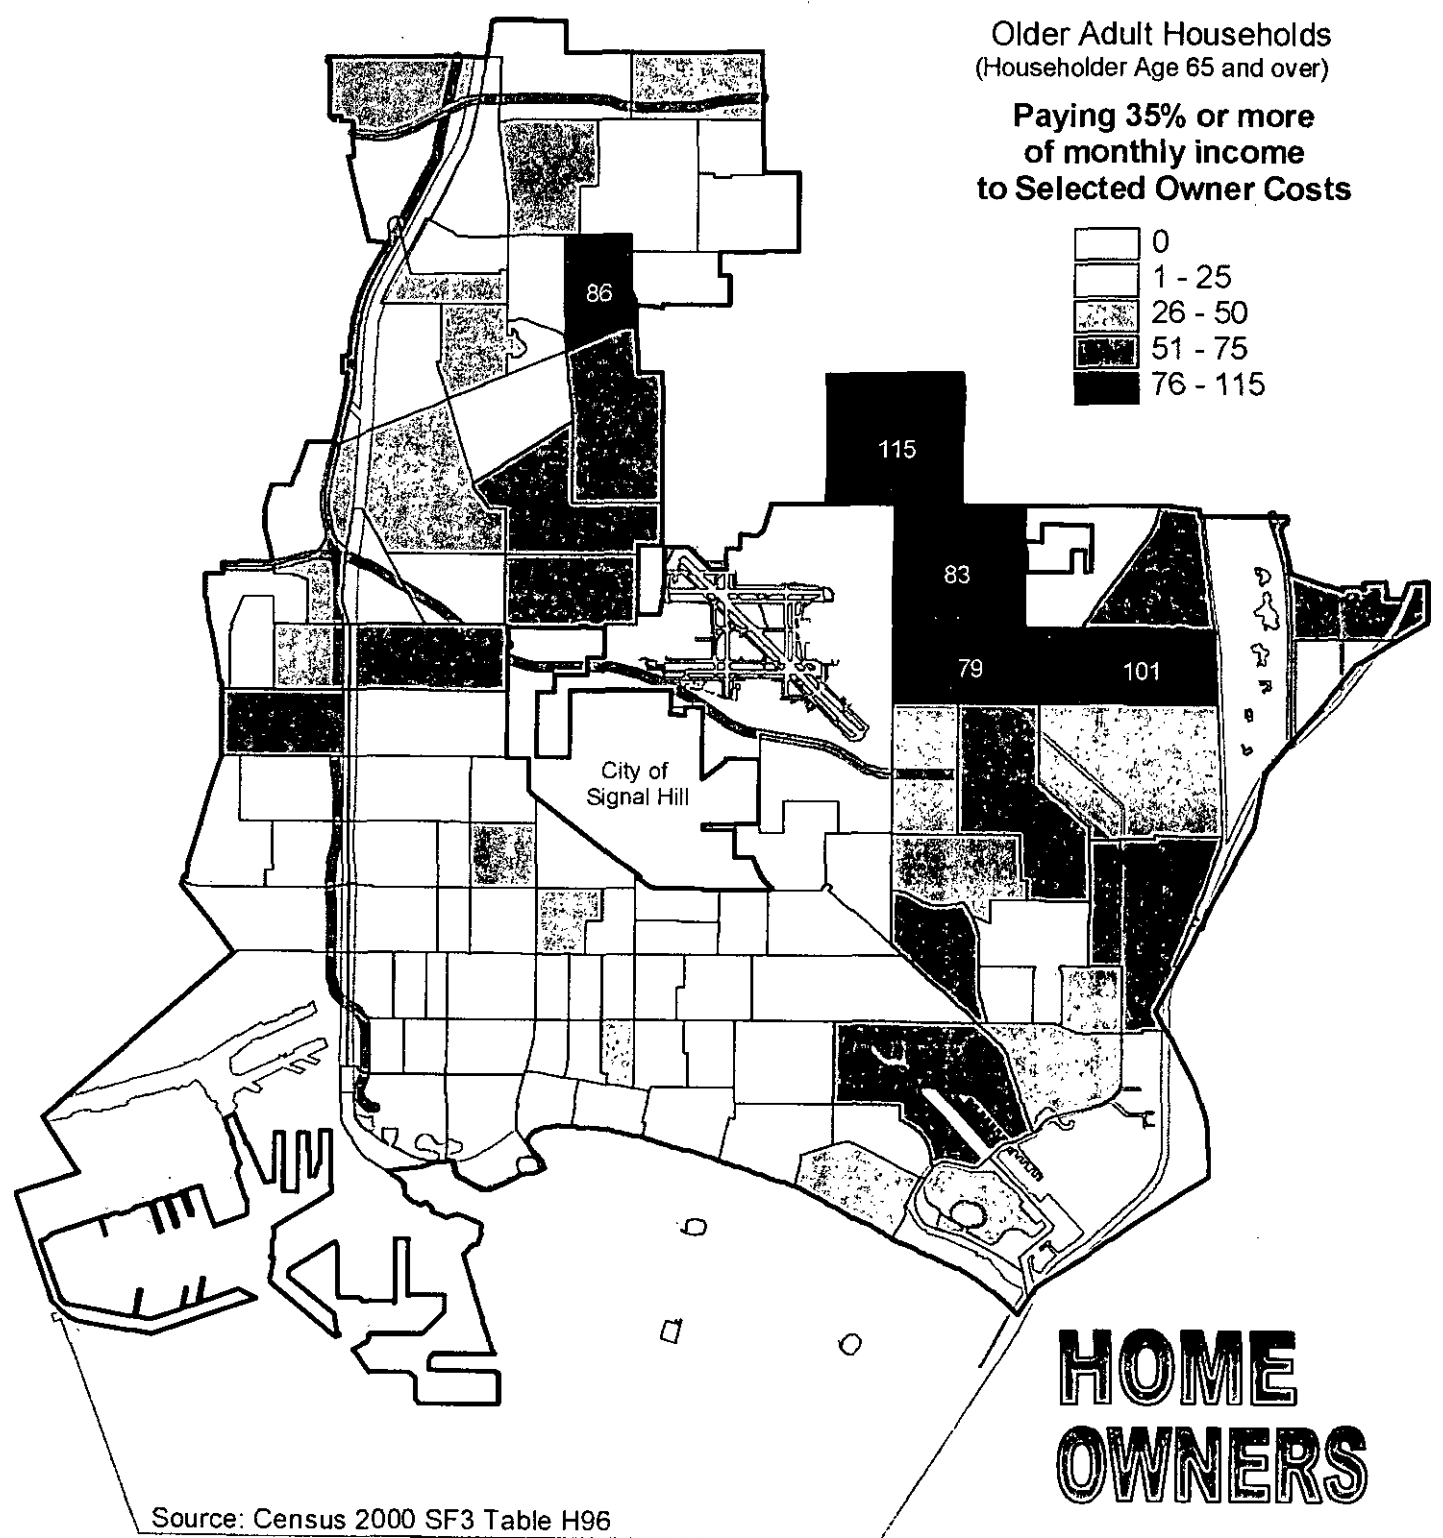 Older Adult Households
(Householder Age 65 and over)
Paying 35% or more
of monthly income
to Selected Owner Costs
0
1 - 25
26 - 50
51 - 75
76 - 115
86
115
83
79
101
City of
Signal Hill
HOME
OWNERS
Source: Census 2000 SF3 Table H96